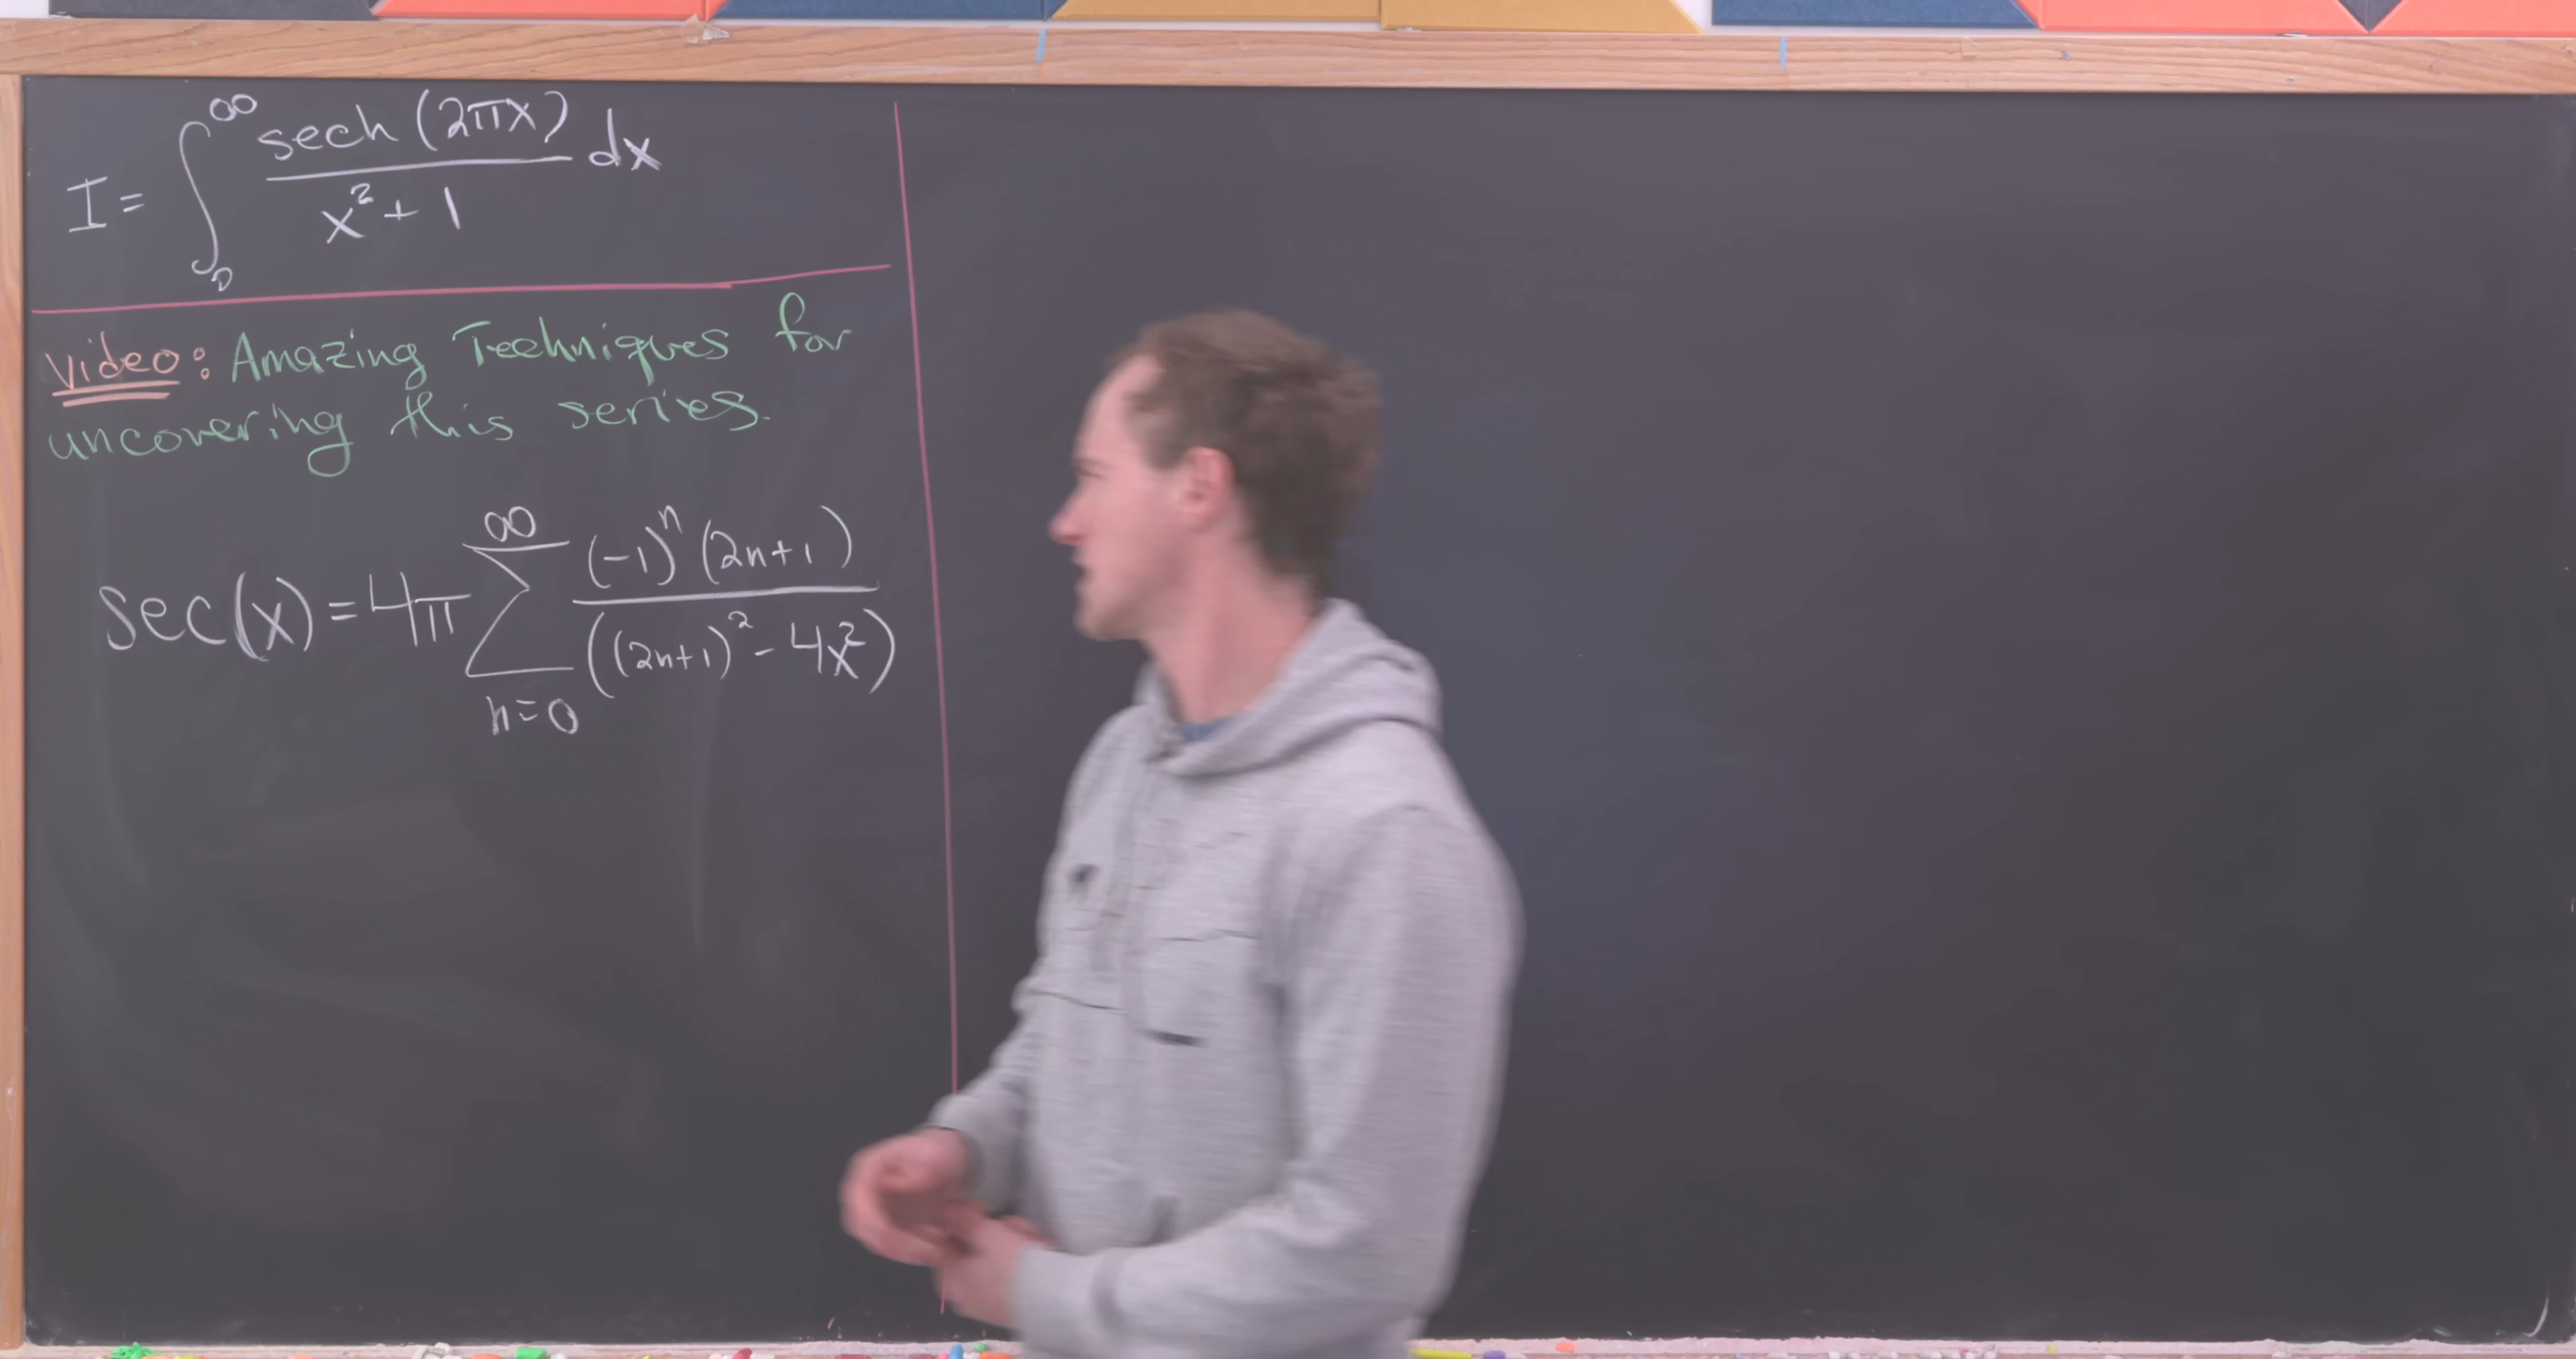 I = ∫₀^∞ sech(2πx) / (x² + 1) dx
Video: Amazing Techniques for
uncovering this series.
sec(x) = 4π ∑_{n=0}^{∞} (-1)ⁿ(2n+1) / ((2n+1)² - 4x²)